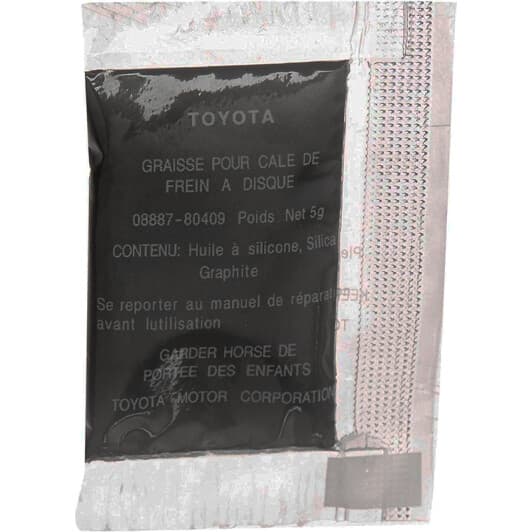 TOYOTA
GRAISSE POUR CALE DE
FREIN A DISQUE
08887-80409 Poids Net 5g
CONTENU: Huile à silicone, Silica
Graphite
Se reporter au manuel de réparat
avant lutilisation
GARDER HORSE DE
PORTEE DES ENFANTS
TOYOTA MOTOR CORPORATION